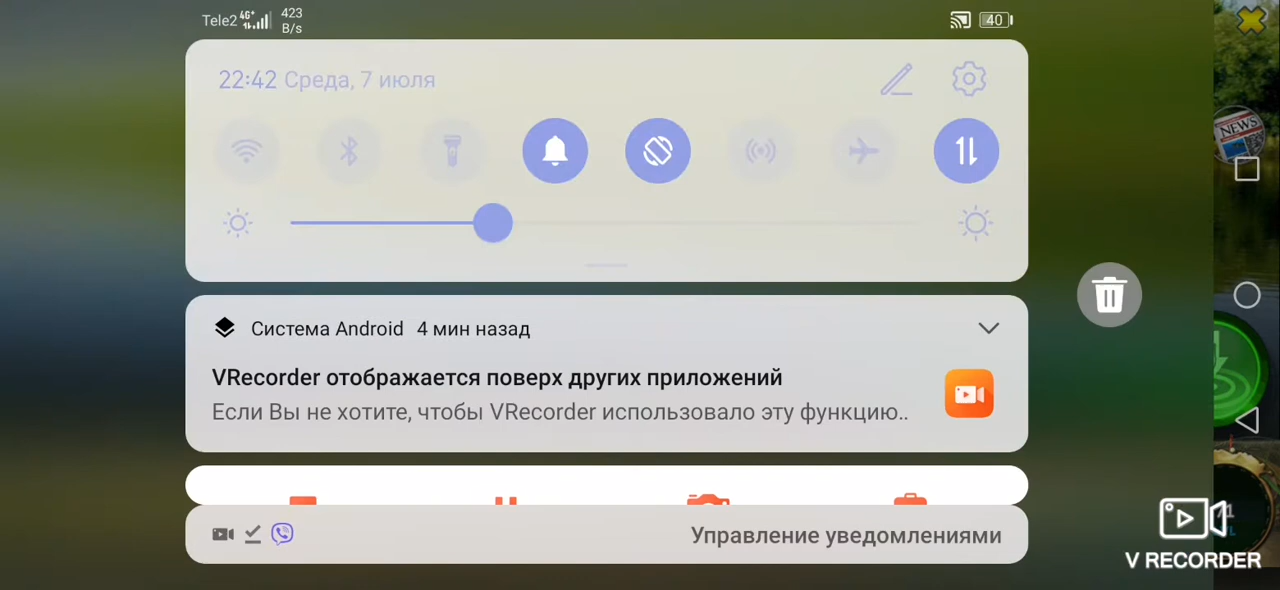 Tele2 4G+ 423 B/s 40
22:42 Среда, 7 июля
NEWS
Система Android 4 мин назад
VRecorder отображается поверх других приложений
Если Вы не хотите, чтобы VRecorder использовало эту функцию..
Управление уведомлениями
V RECORDER